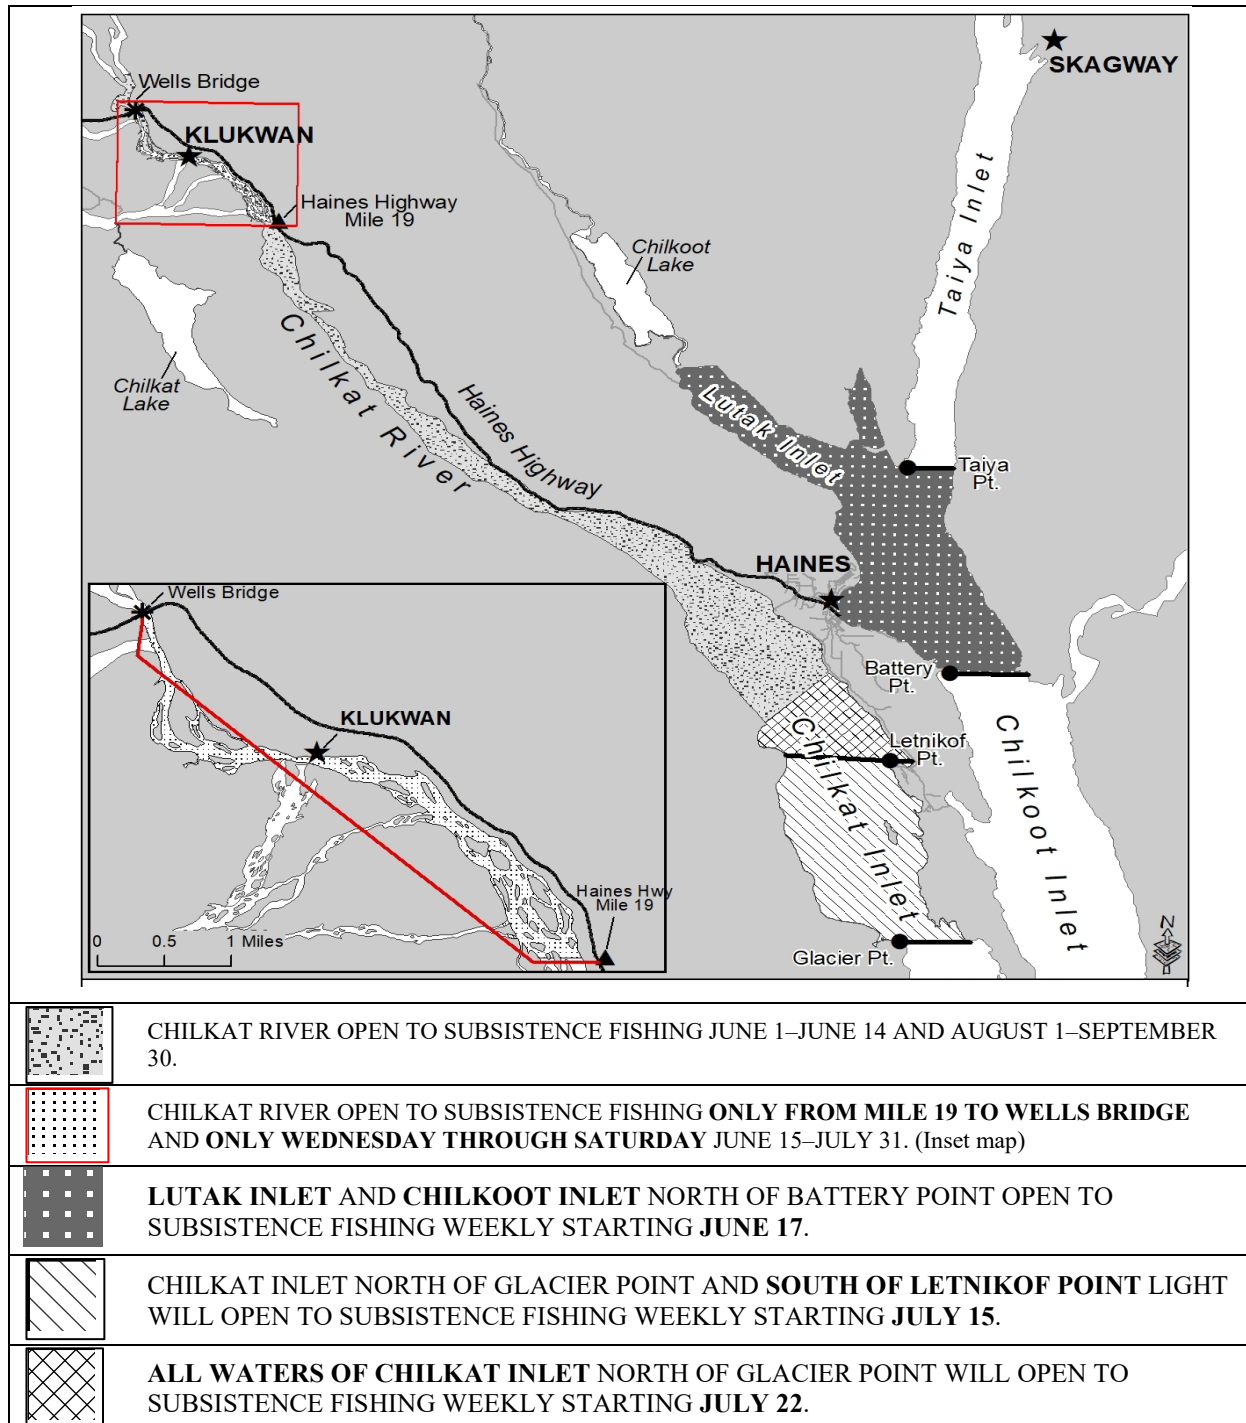 SKAGWAY
Wells Bridge
KLUKWAN
Haines Highway
Mile 19
Taiya Inlet
Chilkoot
Lake
Chilkat
Lake
Chilkat River
Haines Highway
Lutak Inlet
Taiya
Pt.
HAINES
Battery
Pt.
Letnikof
Pt.
Chilkat Inlet
Chilkoot Inlet
Glacier Pt.
N
Wells Bridge
KLUKWAN
Haines Hwy
Mile 19
0 0.5 1 Miles
CHILKAT RIVER OPEN TO SUBSISTENCE FISHING JUNE 1–JUNE 14 AND AUGUST 1–SEPTEMBER
30.
CHILKAT RIVER OPEN TO SUBSISTENCE FISHING ONLY FROM MILE 19 TO WELLS BRIDGE
AND ONLY WEDNESDAY THROUGH SATURDAY JUNE 15–JULY 31. (Inset map)
LUTAK INLET AND CHILKOOT INLET NORTH OF BATTERY POINT OPEN TO
SUBSISTENCE FISHING WEEKLY STARTING JUNE 17.
CHILKAT INLET NORTH OF GLACIER POINT AND SOUTH OF LETNIKOF POINT LIGHT
WILL OPEN TO SUBSISTENCE FISHING WEEKLY STARTING JULY 15.
ALL WATERS OF CHILKAT INLET NORTH OF GLACIER POINT WILL OPEN TO
SUBSISTENCE FISHING WEEKLY STARTING JULY 22.